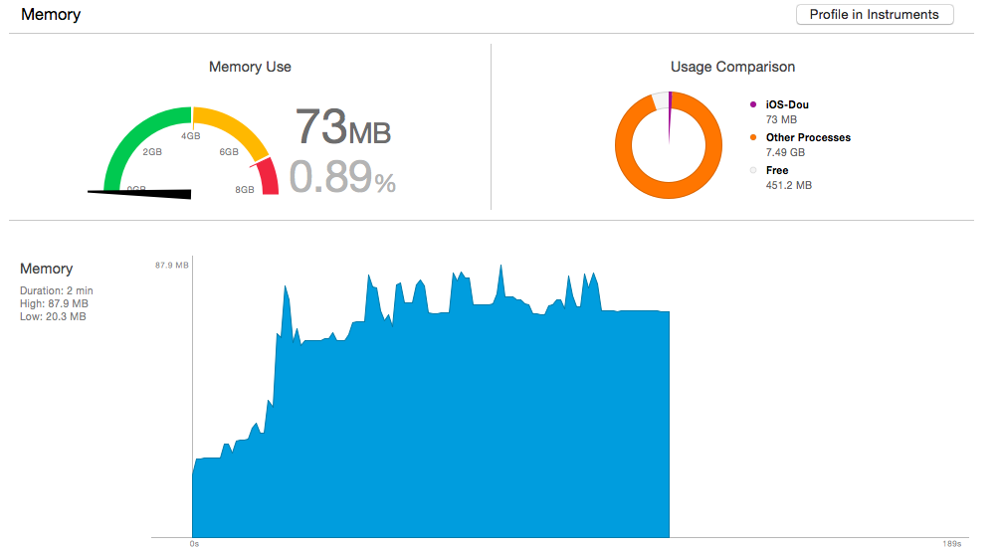 Memory
Profile in Instruments
Memory Use
Usage Comparison
0GB
2GB
4GB
6GB
8GB
73MB
0.89%
iOS-Dou
73 MB
Other Processes
7.49 GB
Free
451.2 MB
Memory
Duration: 2 min
High: 87.9 MB
Low: 20.3 MB
87.9 MB
0s
189s